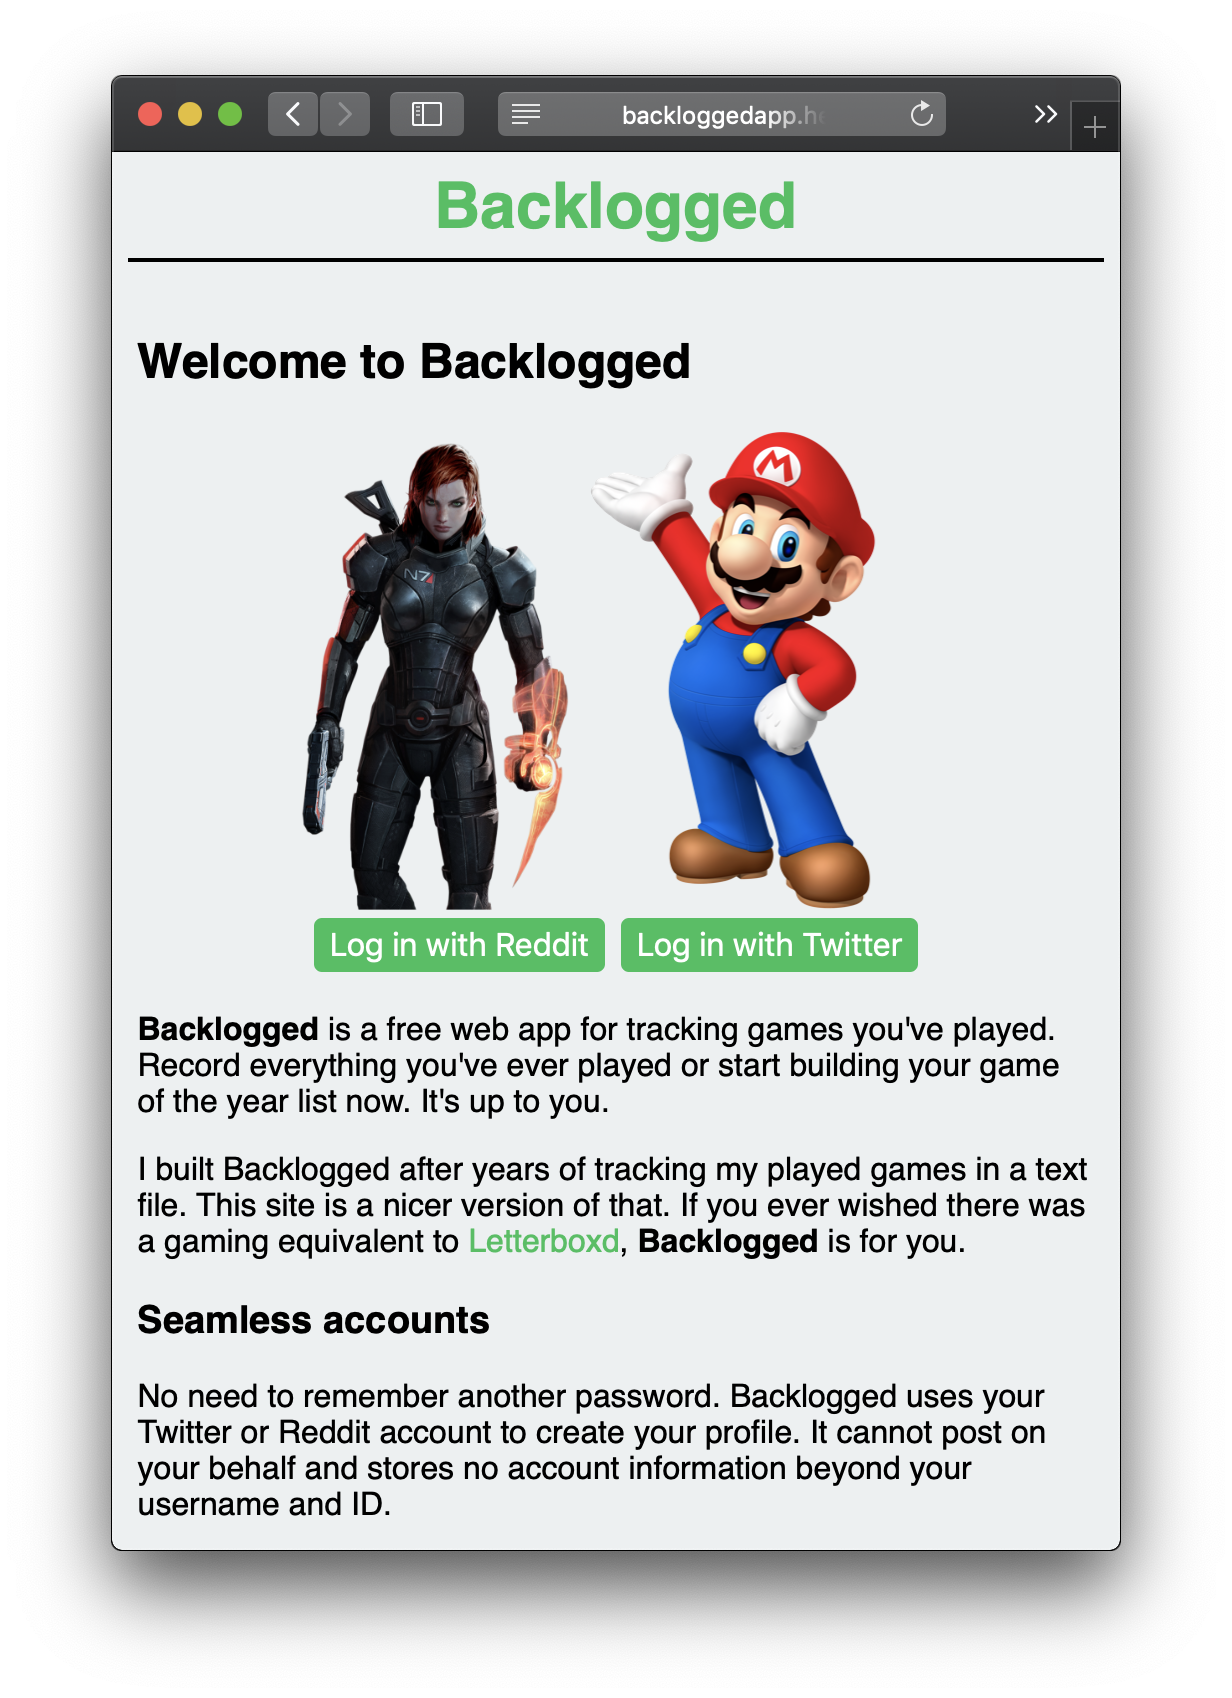 backloggedapp.he
Backlogged
Welcome to Backlogged
M
N7
Log in with Reddit Log in with Twitter
Backlogged is a free web app for tracking games you've played.
Record everything you've ever played or start building your game
of the year list now. It's up to you.
I built Backlogged after years of tracking my played games in a text
file. This site is a nicer version of that. If you ever wished there was
a gaming equivalent to Letterboxd, Backlogged is for you.
Seamless accounts
No need to remember another password. Backlogged uses your
Twitter or Reddit account to create your profile. It cannot post on
your behalf and stores no account information beyond your
username and ID.